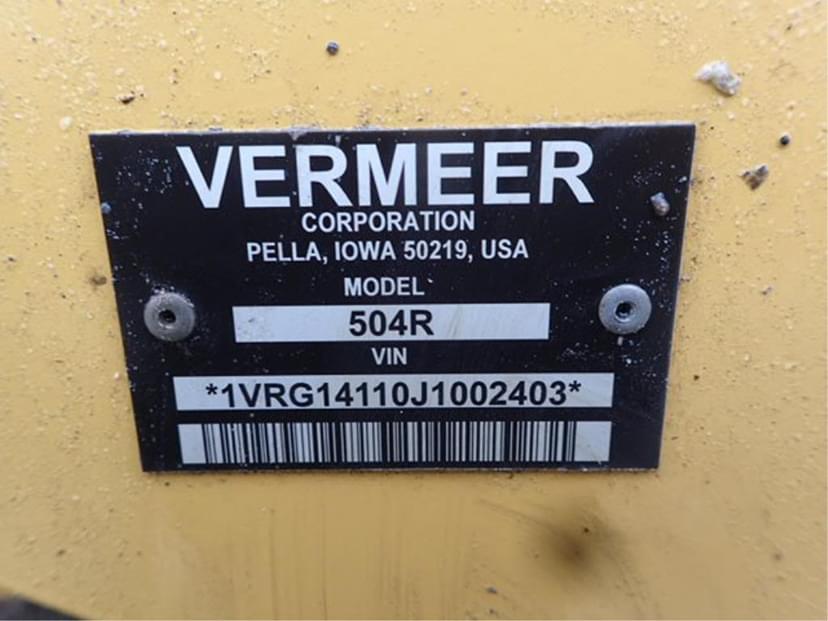 VERMEER
CORPORATION
PELLA, IOWA 50219, USA
MODEL
504R
VIN
*1VRG14110J1002403*